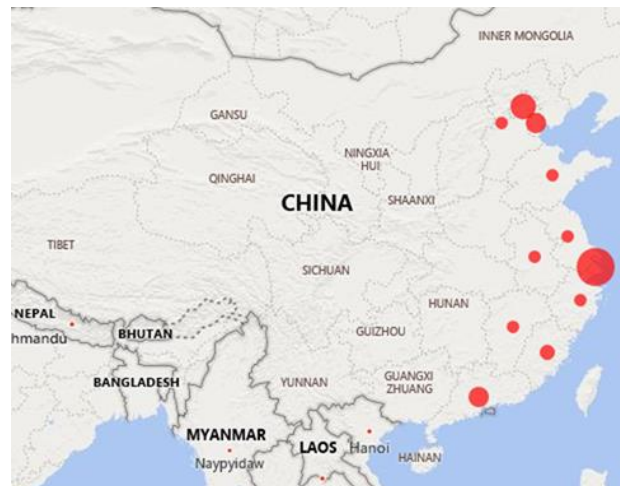 INNER MONGOLIA
GANSU
NINGXIA
HUI
QINGHAI
SHAANXI
CHINA
TIBET
SICHUAN
NEPAL
HUNAN
BHUTAN
GUIZHOU
hmandu
BANGLADESH
YUNNAN
GUANGXI
ZHUANG
MYANMAR
LAOS
Hanoi
Naypyidaw
HAINAN